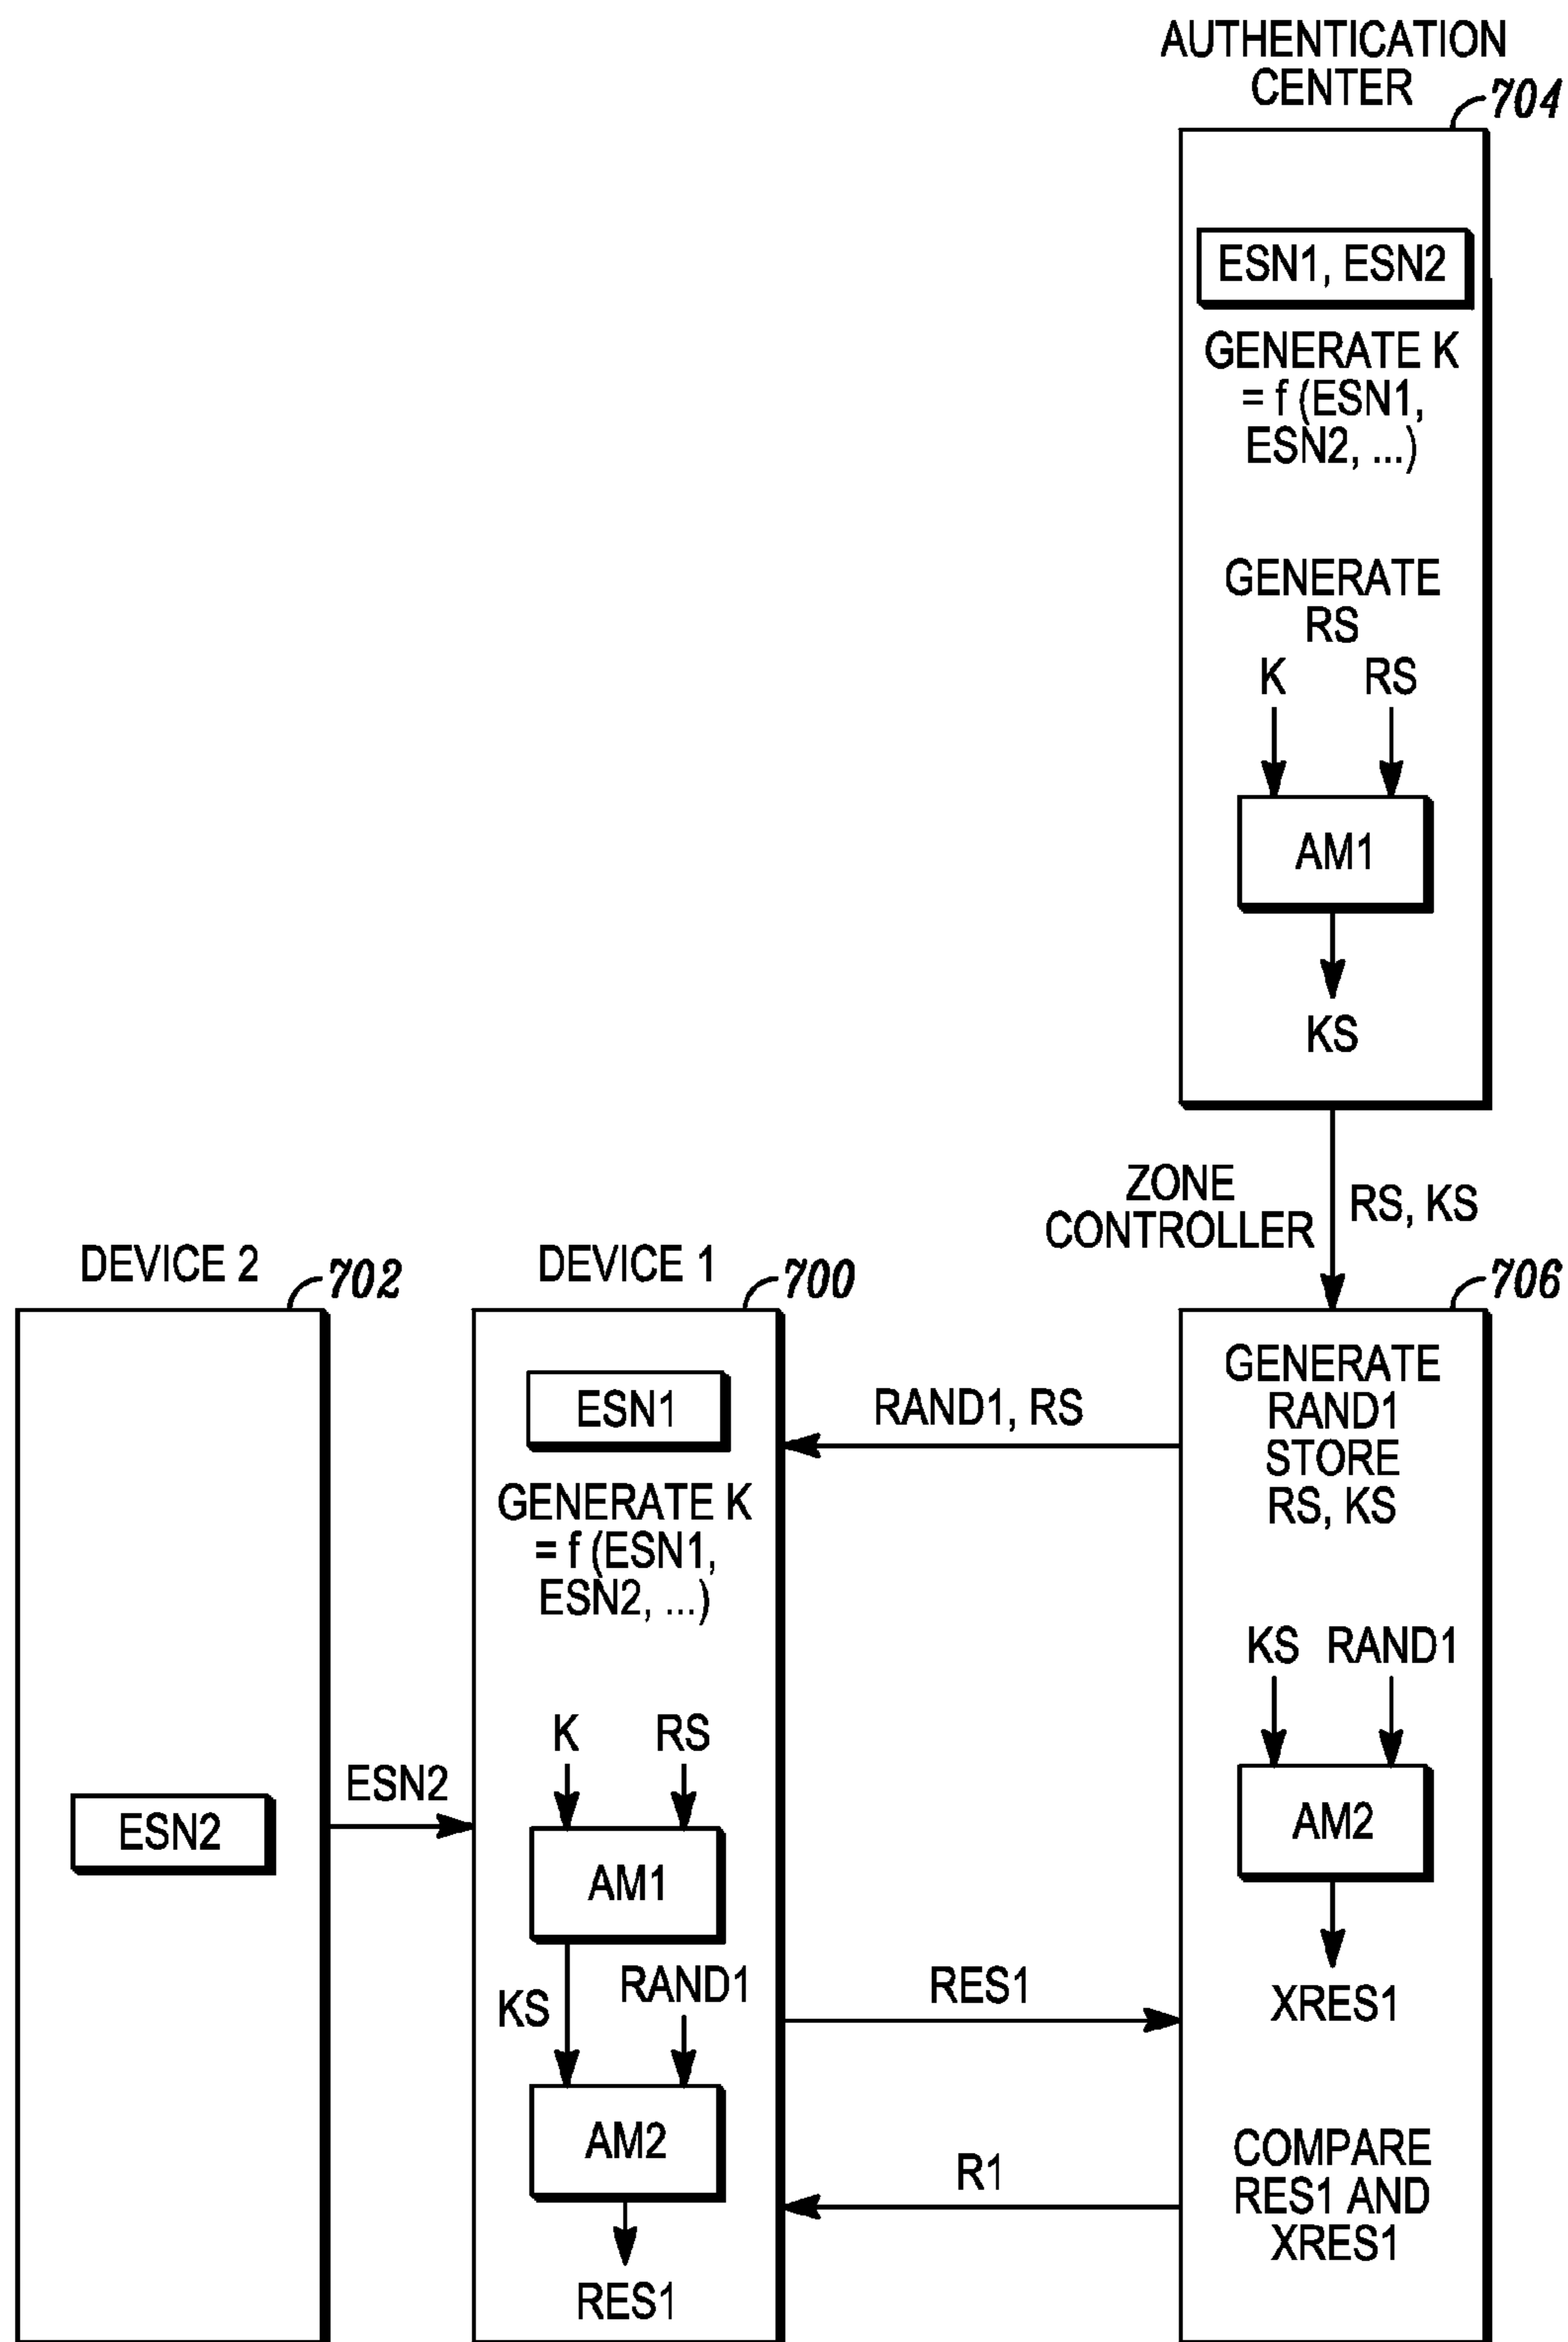 AUTHENTICATION
CENTER
704
ESN1, ESN2
GENERATE K
= f (ESN1,
ESN2, ...)
GENERATE
RS
K RS
AM1
KS
ZONE
CONTROLLER
RS, KS
DEVICE 2
702
DEVICE 1
700
706
ESN2
ESN2
ESN1
GENERATE K
= f (ESN1,
ESN2, ...)
K RS
AM1
KS
RAND1
AM2
RES1
RAND1, RS
RES1
R1
GENERATE
RAND1
STORE
RS, KS
KS RAND1
AM2
XRES1
COMPARE
RES1 AND
XRES1